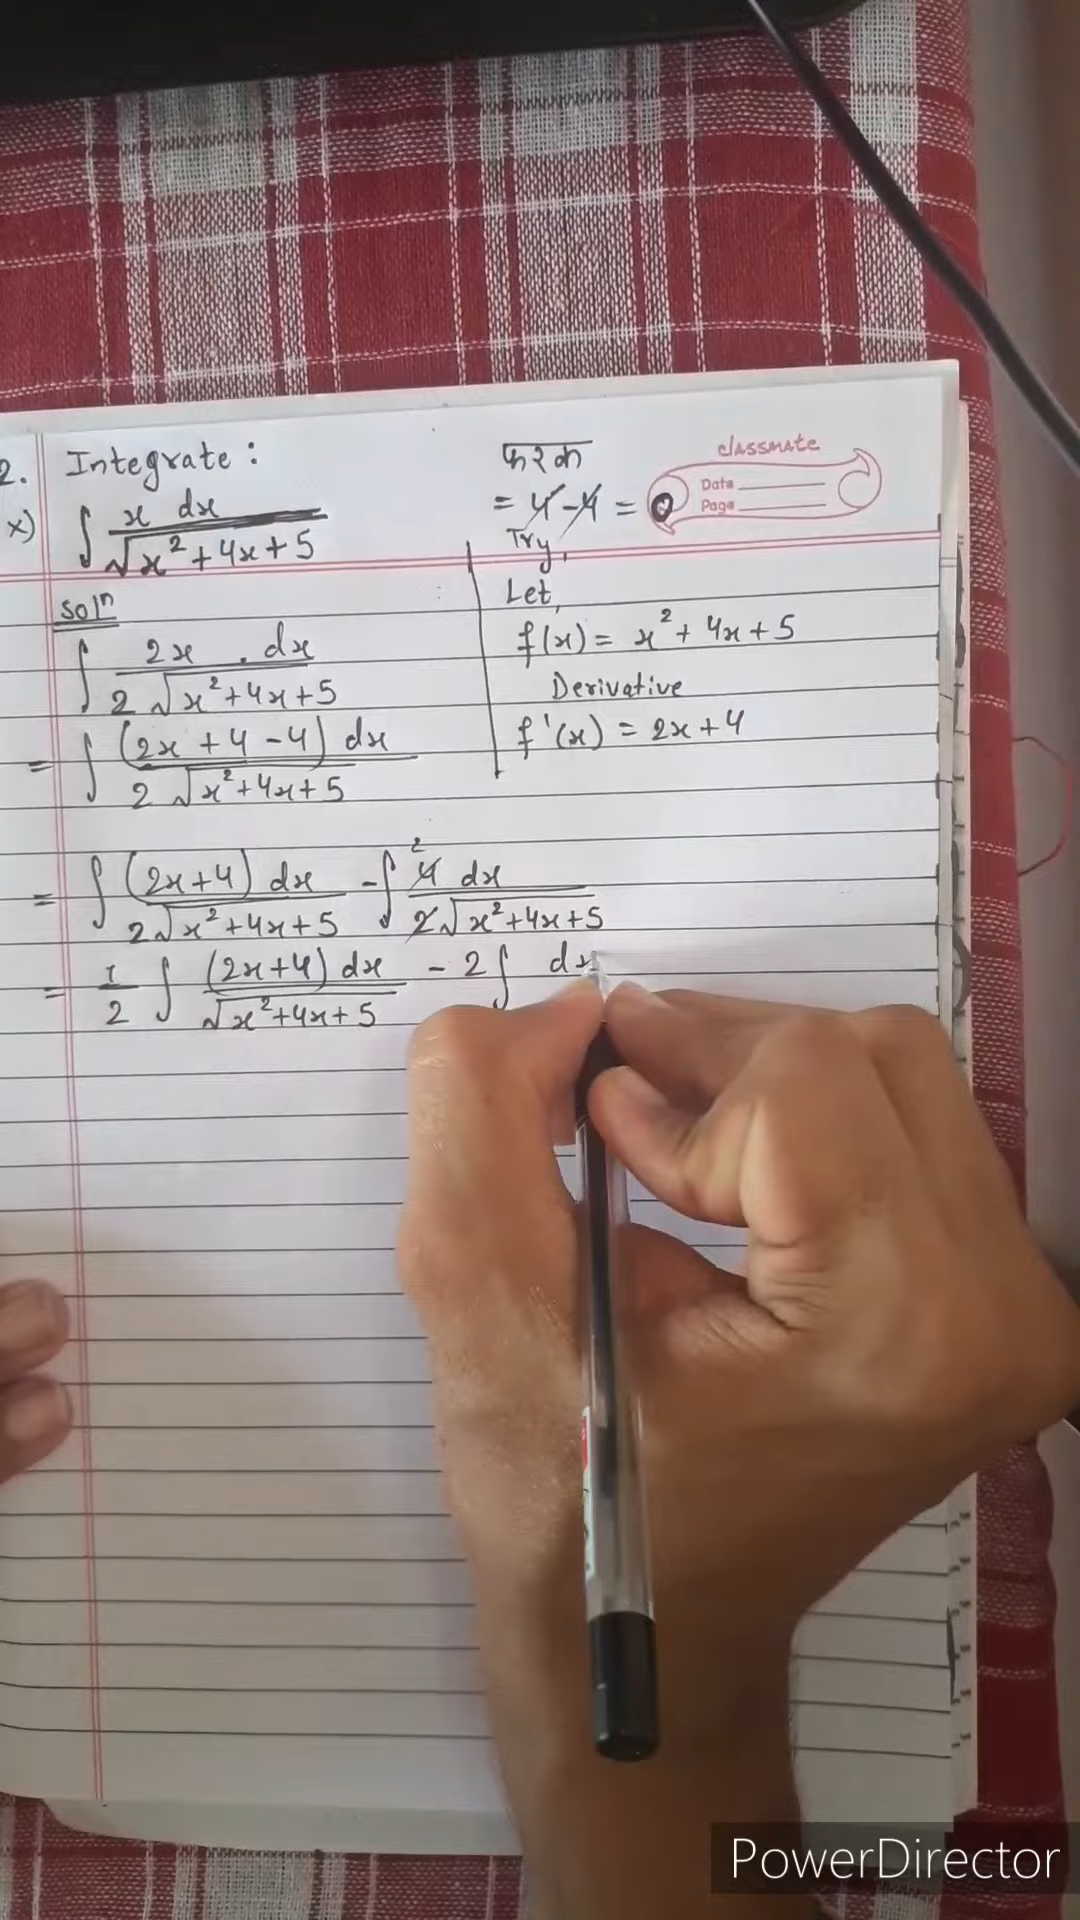 2. Integrate :
x) ∫ x dx / √x² + 4x + 5
फरक
= 4 - 4 = 0
classmate
Date
Page
Try,
Let,
f(x) = x² + 4x + 5
Derivative
f'(x) = 2x + 4
Solⁿ
∫ 2x . dx / 2 √x² + 4x + 5
= ∫ (2x + 4 - 4) dx / 2 √x² + 4x + 5
= ∫ (2x + 4) dx / 2√x² + 4x + 5 - ∫ 4 2 dx / 2√x² + 4x + 5
= 1/2 ∫ (2x + 4) dx / √x² + 4x + 5 - 2 ∫ dx
PowerDirector